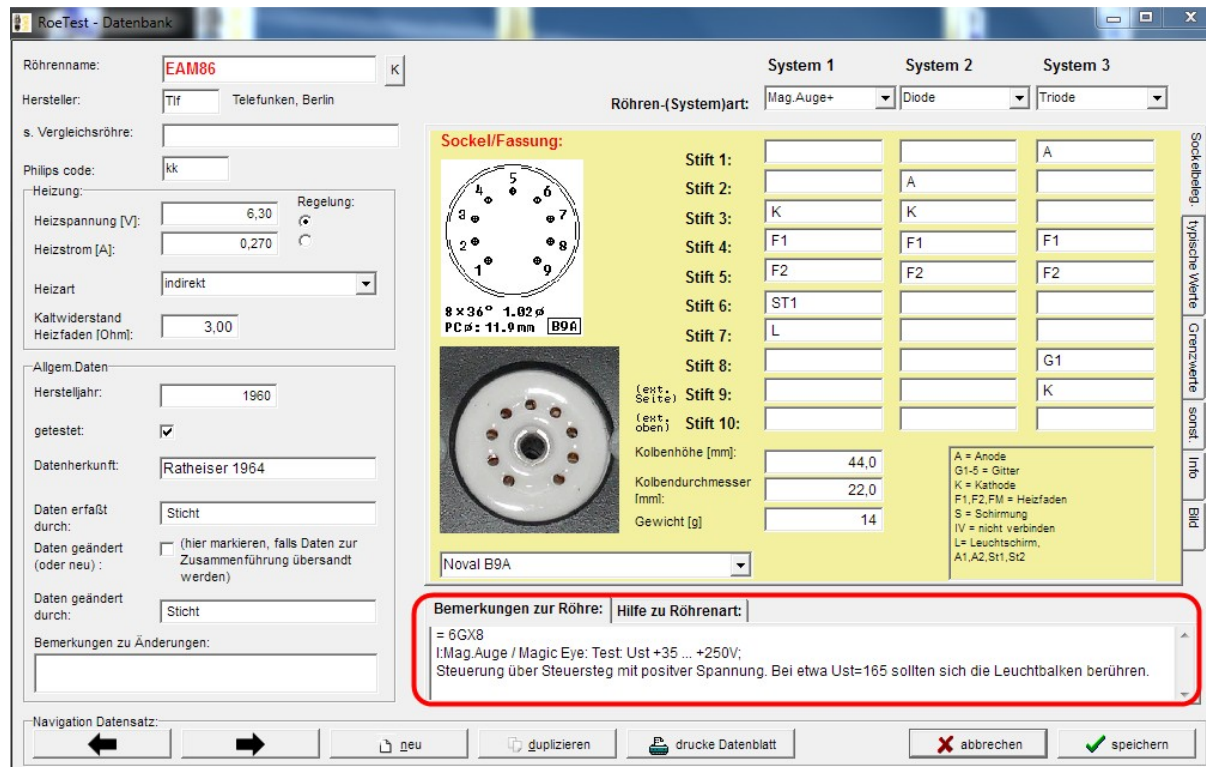 RoeTest - Datenbank
Röhrenname: EAM86 K
Hersteller: Tlf Telefunken, Berlin
s. Vergleichsröhre:
Philips code: kk
Heizung:
Heizspannung [V]: 6,30 Regelung:
Heizstrom [A]: 0,270
Heizart indirekt
Kaltwiderstand
Heizfaden [Ohm]: 3,00
Allgem.Daten
Herstelljahr: 1960
getestet:
Datenherkunft: Ratheiser 1964
Daten erfaßt
durch: Sticht
Daten geändert
(oder neu) :
(hier markieren, falls Daten zur
Zusammenführung übersandt
werden)
Daten geändert
durch: Sticht
Bemerkungen zu Änderungen:
System 1 System 2 System 3
Röhren-(System)art: Mag.Auge+ Diode Triode
Sockel/Fassung:
5
4 6
3 7
2 8
1 9
8×36° 1.02ø
PCø: 11.9mm B9A
Stift 1: A
Stift 2: A
Stift 3: K K
Stift 4: F1 F1 F1
Stift 5: F2 F2 F2
Stift 6: ST1
Stift 7: L
Stift 8: G1
(ext. Seite) Stift 9: K
(ext. oben) Stift 10:
Kolbenhöhe [mm]: 44,0
Kolbendurchmesser
[mm]: 22,0
Gewicht [g] 14
A = Anode
G1-5 = Gitter
K = Kathode
F1,F2,FM = Heizfaden
S = Schirmung
IV = nicht verbinden
L= Leuchtschirm,
A1,A2,St1,St2
Noval B9A
Sockelbeleg.
typische Werte
Grenzwerte
sonst.
Info
Bild
Bemerkungen zur Röhre: Hilfe zu Röhrenart:
= 6GX8
I:Mag.Auge / Magic Eye: Test: Ust +35 ... +250V;
Steuerung über Steuersteg mit positver Spannung. Bei etwa Ust=165 sollten sich die Leuchtbalken berühren.
Navigation Datensatz:
neu duplizieren drucke Datenblatt abbrechen speichern